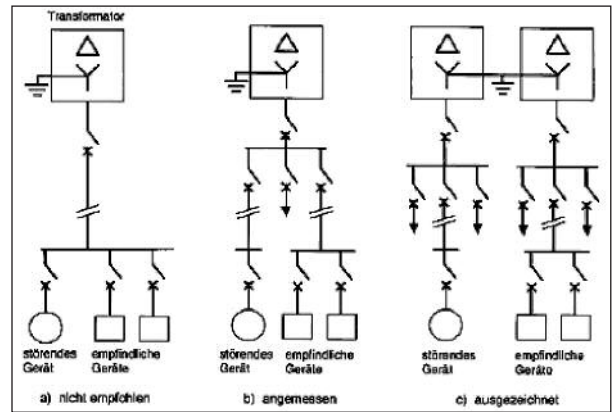 Transformator
störendes
Gerät
empfindliche
Geräte
a) nicht empfohlen
störendes
Gerät
empfindliche
Geräte
b) angemessen
störendes
Gerät
empfindliche
Geräte
c) ausgezeichnet